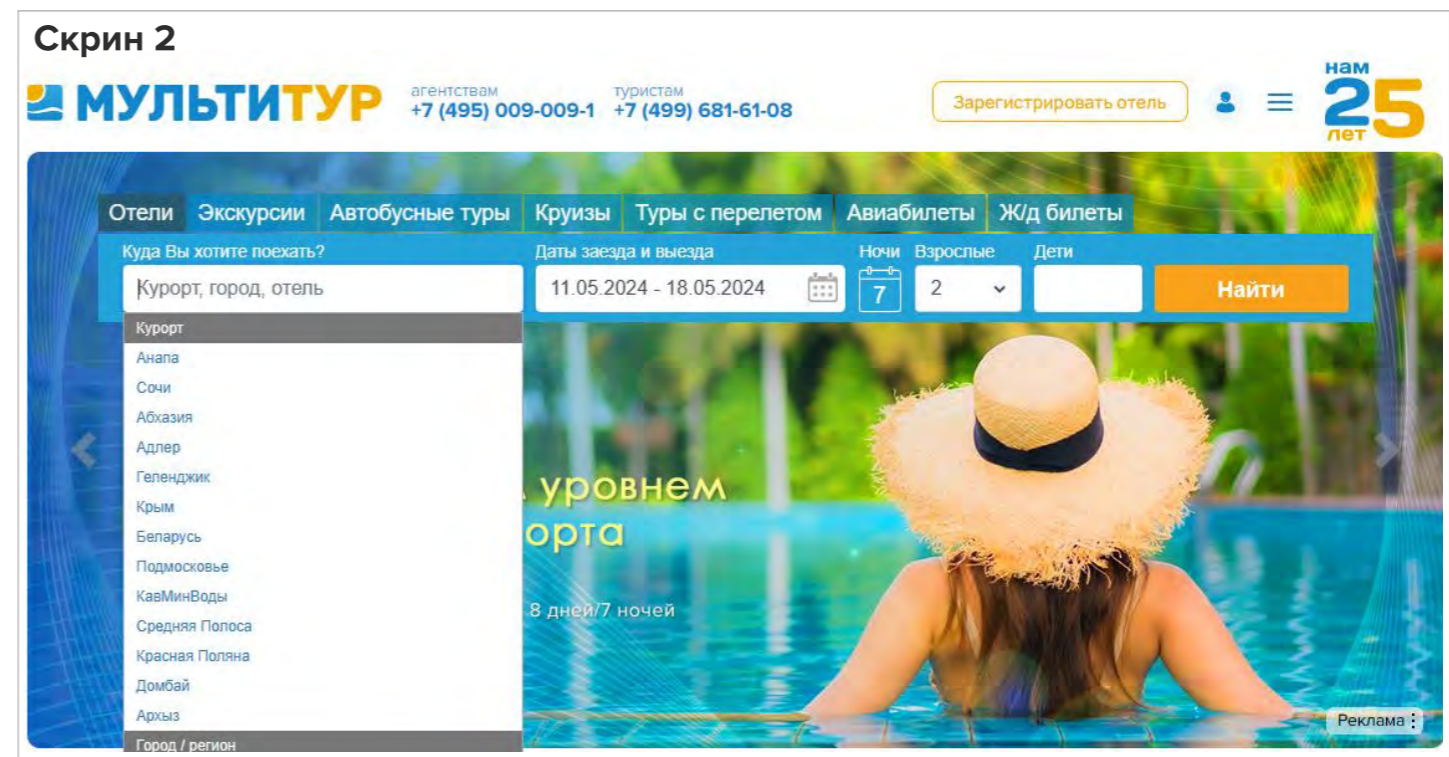 Скрин 2
МУЛЬТИТУР
агентствам
+7 (495) 009-009-1
туристам
+7 (499) 681-61-08
Зарегистрировать отель
нам
25
лет
Отели Экскурсии Автобусные туры Круизы Туры с перелетом Авиабилеты Ж/д билеты
Куда Вы хотите поехать? Даты заезда и выезда Ночи Взрослые Дети
Курорт, город, отель 11.05.2024 - 18.05.2024 7 2 Найти
Курорт
Анапа
Сочи
Абхазия
Адлер
Геленджик
Крым
Беларусь
Подмосковье
КавМинВоды
Средняя Полоса
Красная Поляна
Домбай
Архыз
Город / регион
уровнем
орта
8 дней/7 ночей
Реклама